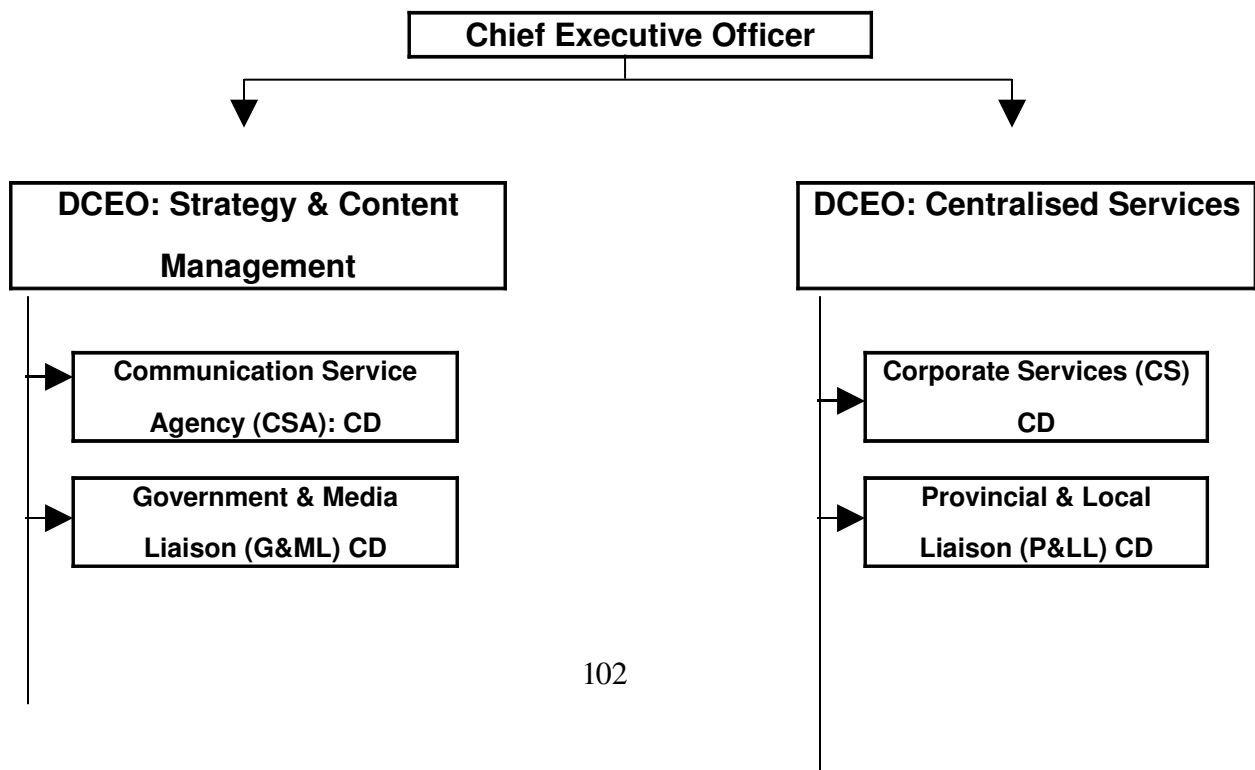 Chief Executive Officer
DCEO: Strategy & Content
Management
DCEO: Centralised Services
Communication Service
Agency (CSA): CD
Government & Media
Liaison (G&ML) CD
Corporate Services (CS)
CD
Provincial & Local
Liaison (P&LL) CD
102